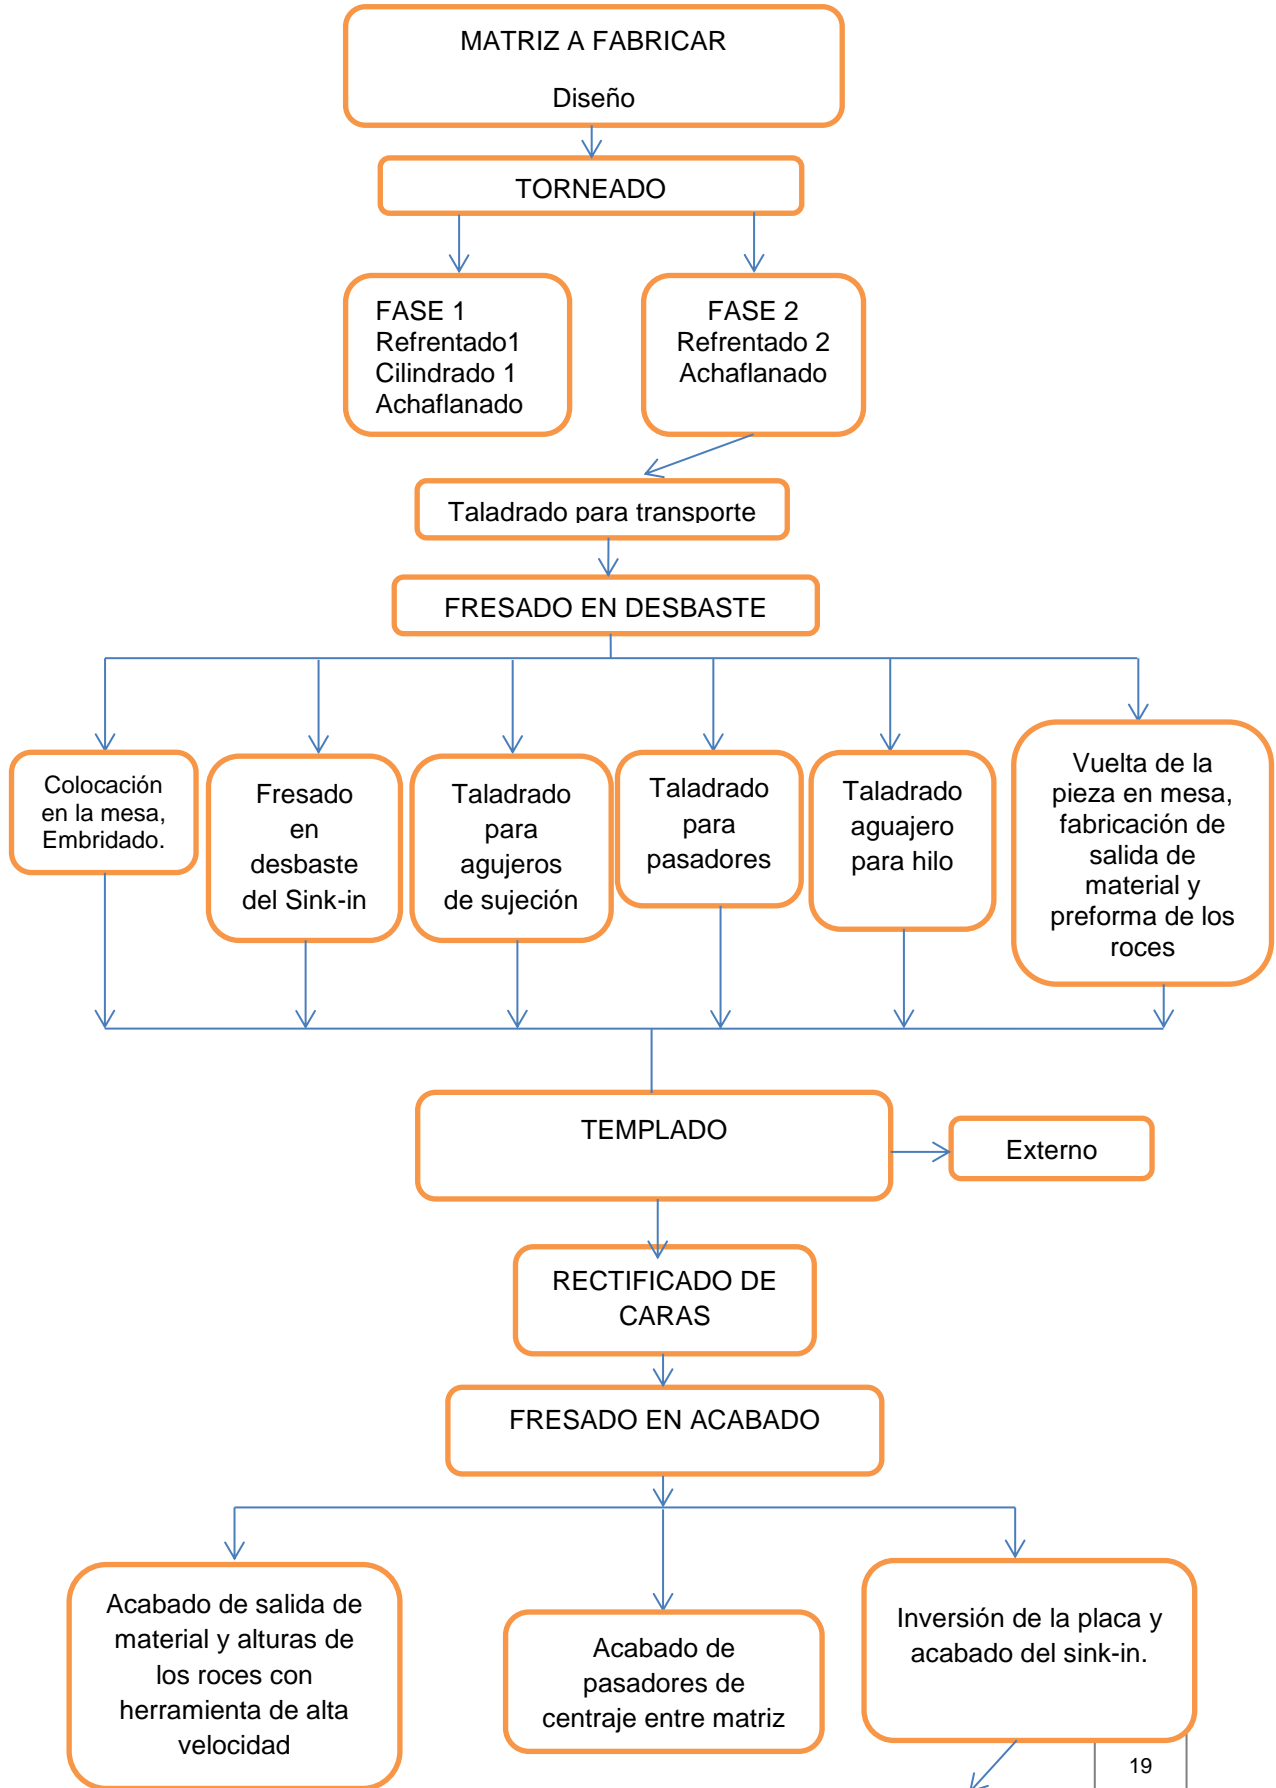 MATRIZ A FABRICAR
Diseño
TORNEADO
FASE 1
Refrentado1
Cilindrado 1
Achaflanado
FASE 2
Refrentado 2
Achaflanado
Taladrado para transporte
FRESADO EN DESBASTE
Colocación
en la mesa,
Embridado.
Fresado
en
desbaste
del Sink-in
Taladrado
para
agujeros
de sujeción
Taladrado
para
pasadores
Taladrado
aguajero
para hilo
Vuelta de la
pieza en mesa,
fabricación de
salida de
material y
preforma de los
roces
TEMPLADO
Externo
RECTIFICADO DE
CARAS
FRESADO EN ACABADO
Acabado de salida de
material y alturas de
los roces con
herramienta de alta
velocidad
Acabado de
pasadores de
centraje entre matriz
Inversión de la placa y
acabado del sink-in.
19